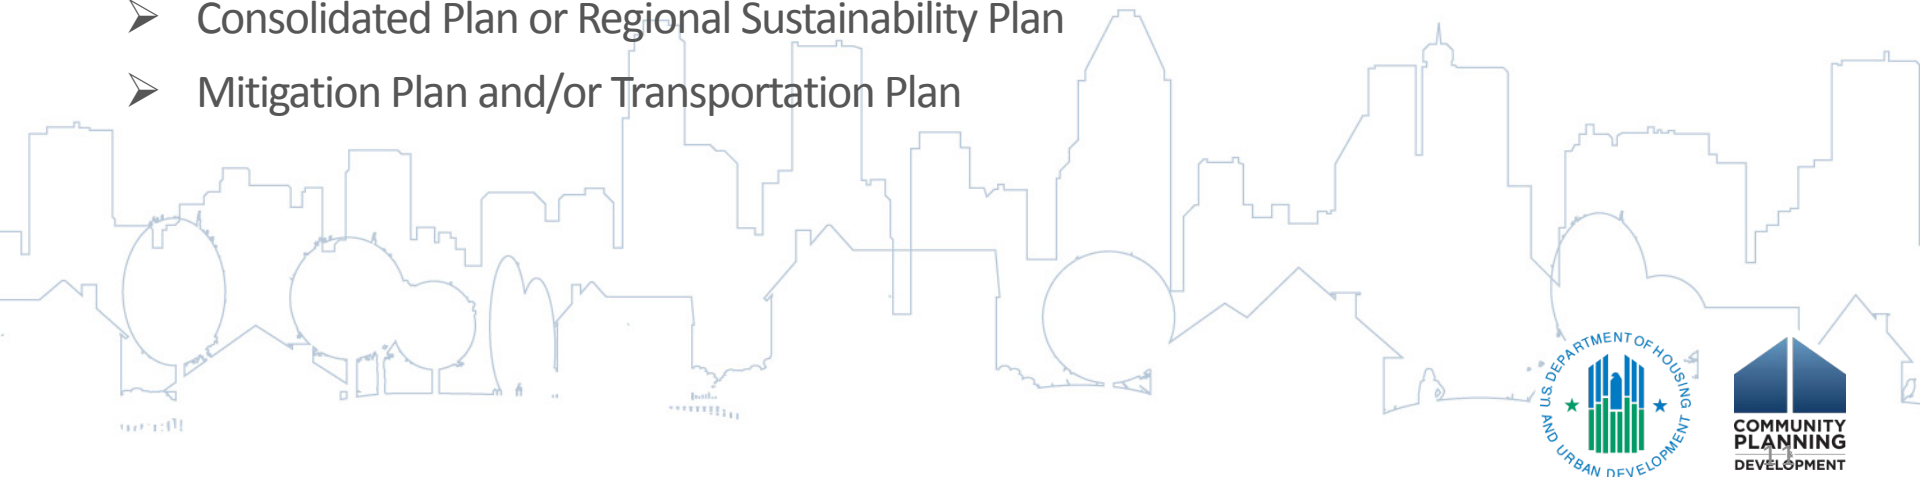 ➢ Consolidated Plan or Regional Sustainability Plan
➢ Mitigation Plan and/or Transportation Plan
U.S. DEPARTMENT OF HOUSING
AND URBAN DEVELOPMENT
COMMUNITY
PLANNING
DEVELOPMENT
11